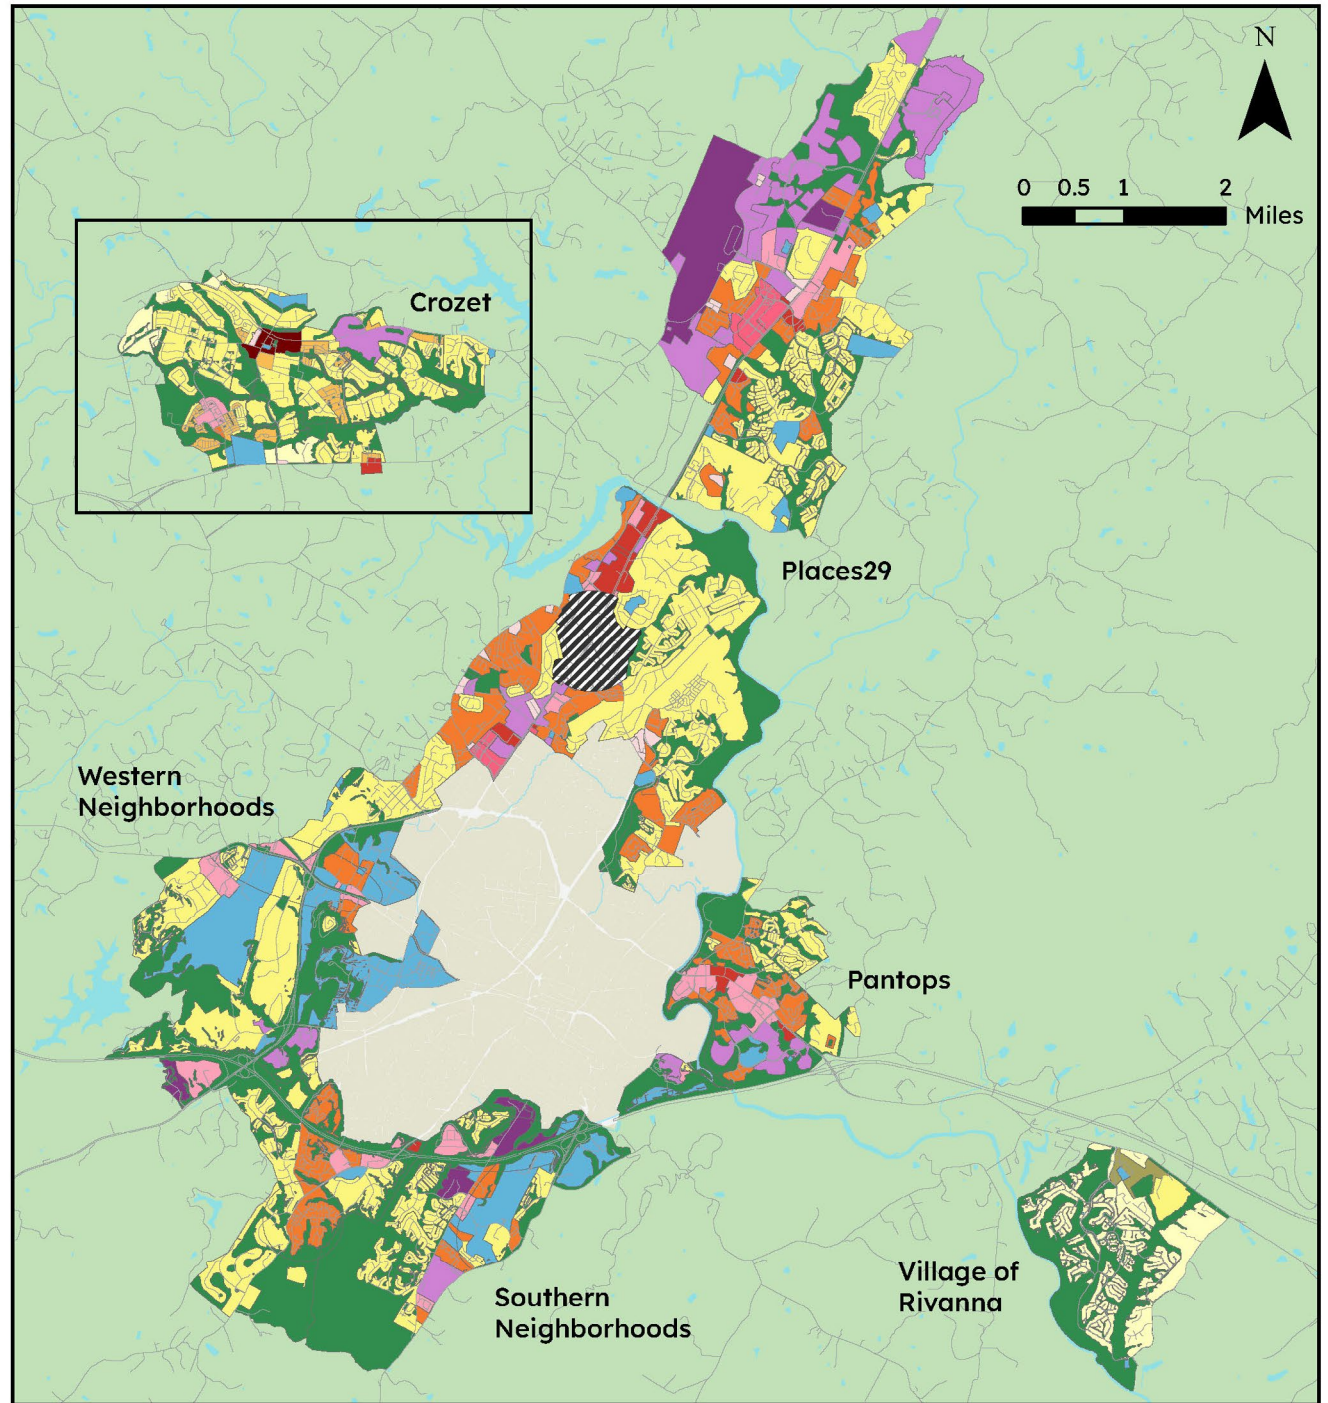 N
0 0.5 1 2
Miles
Crozet
Places29
Western
Neighborhoods
Pantops
Village of
Rivanna
Southern
Neighborhoods